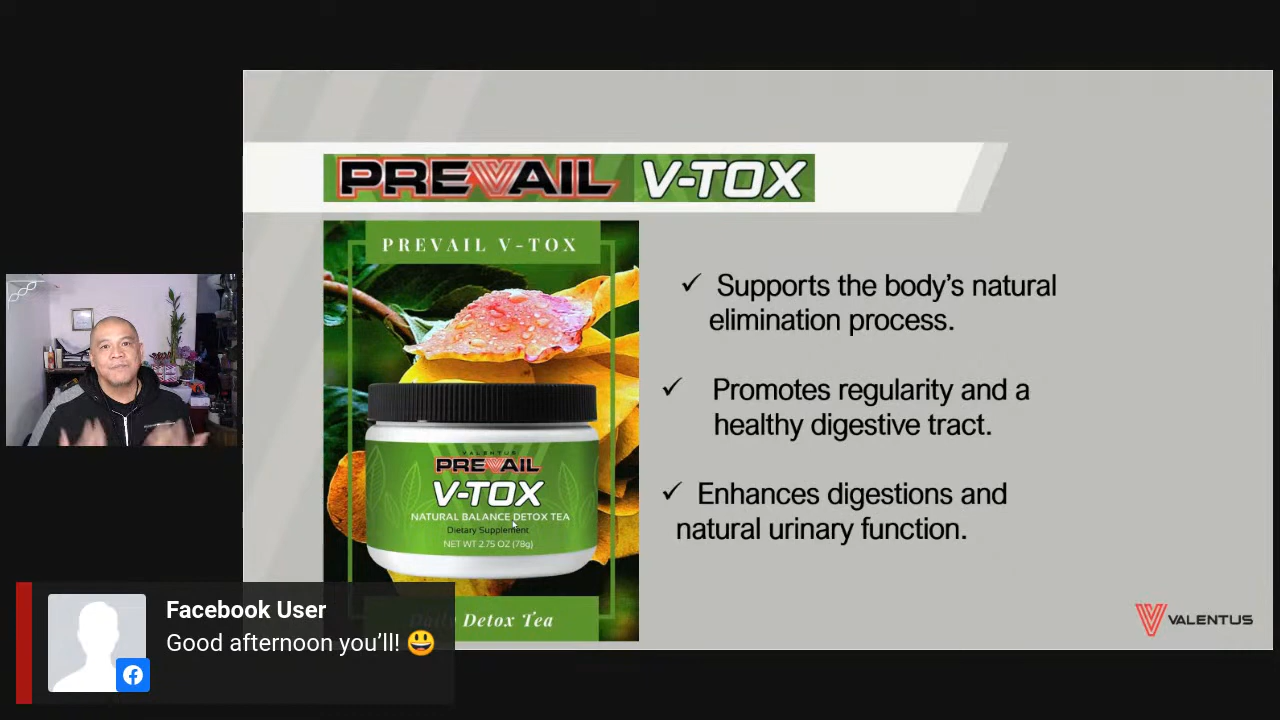 PREVAIL V-TOX
PREVAIL V-TOX
VALENTUS
PREVAIL
V-TOX
NATURAL BALANCE DETOX TEA
Dietary Supplement
NET WT 2.75 OZ (78g)
Daily Detox Tea
✓ Supports the body's natural
elimination process.
✓ Promotes regularity and a
healthy digestive tract.
✓ Enhances digestions and
natural urinary function.
VALENTUS
Facebook User
Good afternoon you'll! 😃